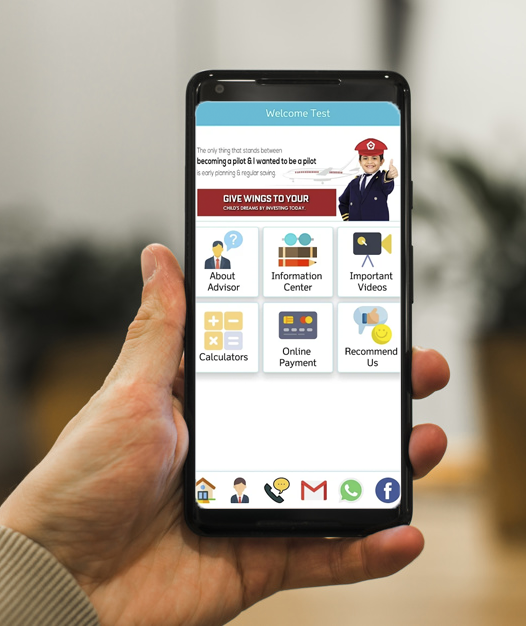 Welcome Test
The only thing that stands between
becoming a pilot & I wanted to be a pilot
is early planning & regular saving
GIVE WINGS TO YOUR
CHILD'S DREAMS BY INVESTING TODAY
About
Advisor
Information
Center
Important
Videos
Calculators
Online
Payment
Recommend
Us